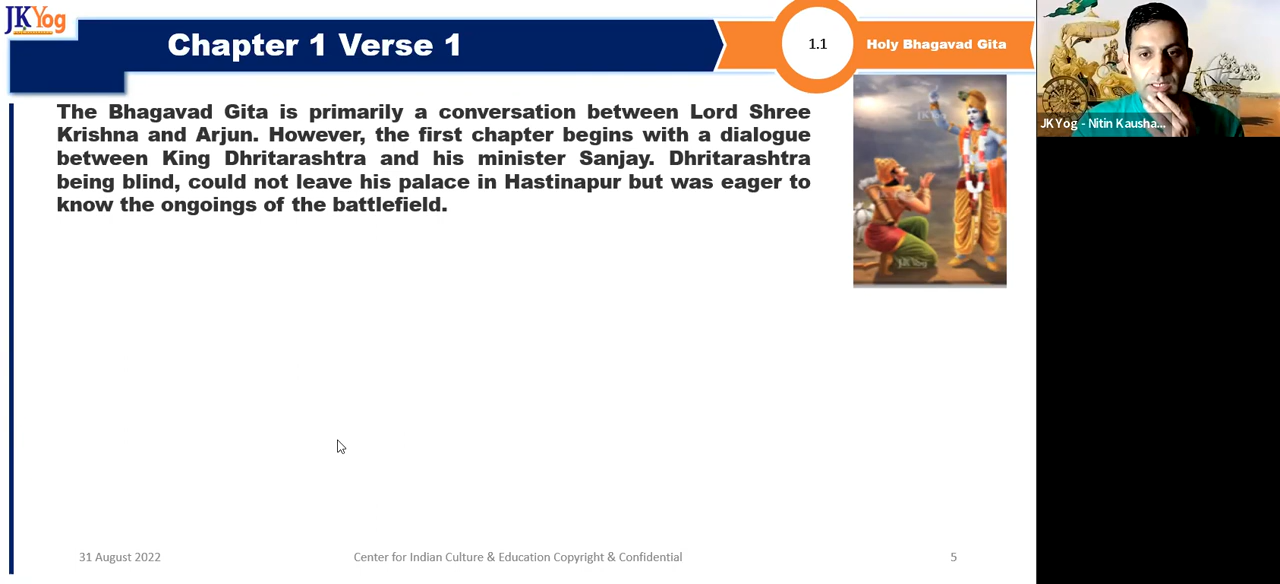 JKYog
Chapter 1 Verse 1
1.1
Holy Bhagavad Gita
The Bhagavad Gita is primarily a conversation between Lord Shree
Krishna and Arjun. However, the first chapter begins with a dialogue
between King Dhritarashtra and his minister Sanjay. Dhritarashtra
being blind, could not leave his palace in Hastinapur but was eager to
know the ongoings of the battlefield.
JKYog
JKYog
JKYog - Nitin Kausha...
31 August 2022
Center for Indian Culture & Education Copyright & Confidential
5